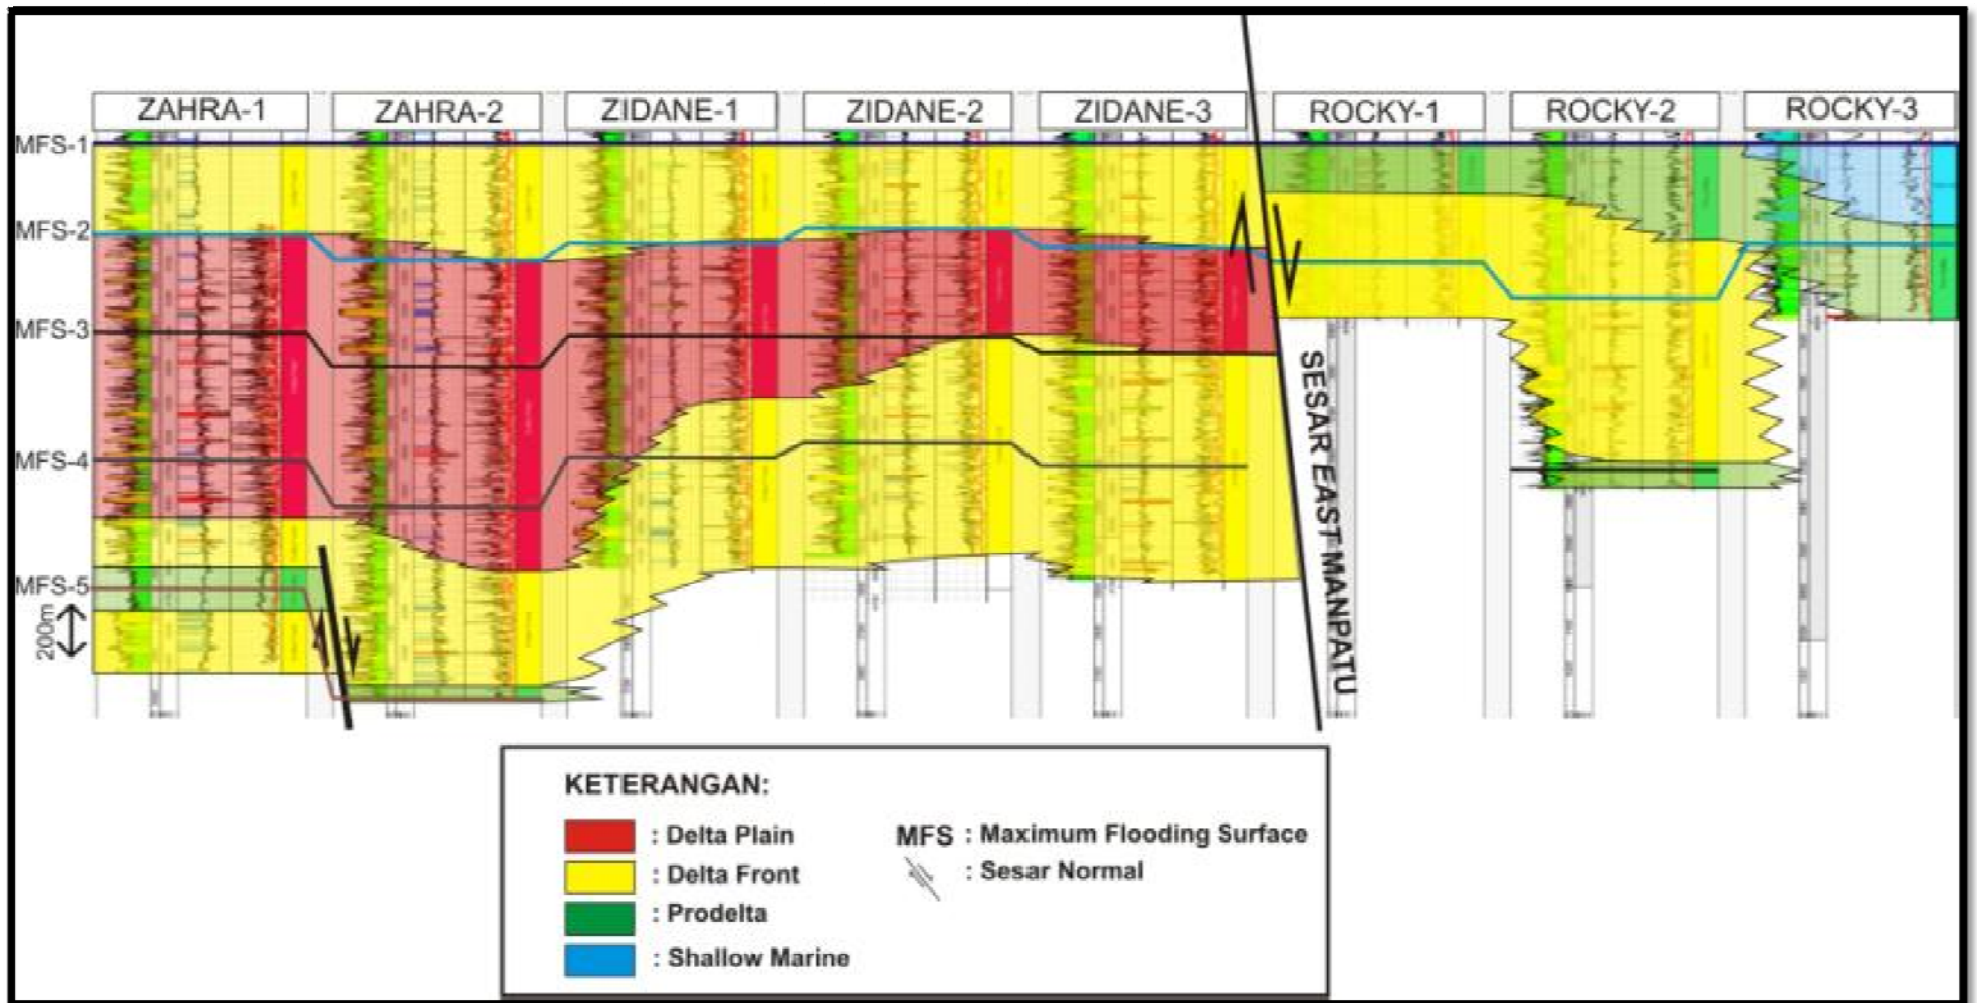 ZAHRA-1
ZAHRA-2
ZIDANE-1
ZIDANE-2
ZIDANE-3
ROCKY-1
ROCKY-2
ROCKY-3
MFS-1
MFS-2
MFS-3
MFS-4
MFS-5
200m
SESAR EAST MANPATU
KETERANGAN:
: Delta Plain
: Delta Front
: Prodelta
: Shallow Marine
MFS : Maximum Flooding Surface
: Sesar Normal